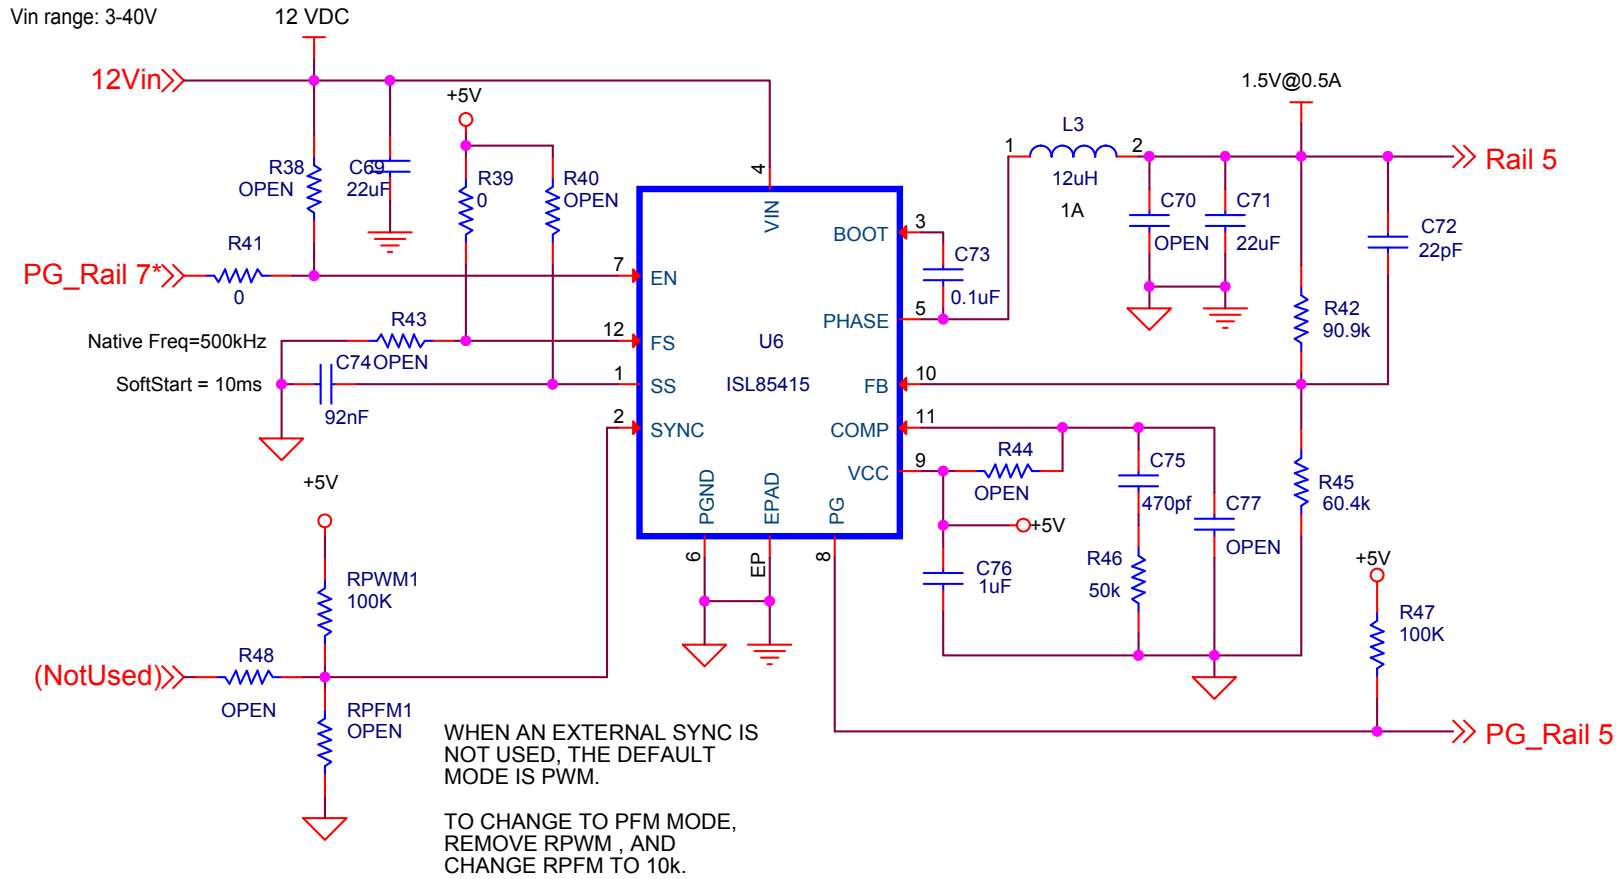 Vin range: 3-40V
12 VDC
12Vin
+5V
1.5V@0.5A
L3
1
2
12uH
1A
Rail 5
R38
OPEN
C69
22uF
R39
0
R40
OPEN
4
VIN
BOOT
3
C73
0.1uF
C70
OPEN
C71
22uF
C72
22pF
R41
0
PG_Rail 7*
7
EN
PHASE
5
R42
90.9k
Native Freq=500kHz
R43
OPEN
12
FS
U6
ISL85415
SoftStart = 10ms
C74
92nF
1
SS
FB
10
2
SYNC
COMP
11
VCC
9
R44
OPEN
C75
470pf
C77
OPEN
R45
60.4k
PGND
EPAD
PG
6
EP
8
+5V
C76
1uF
R46
50k
+5V
RPWM1
100K
+5V
R47
100K
(NotUsed)
R48
OPEN
RPFM1
OPEN
PG_Rail 5
WHEN AN EXTERNAL SYNC IS
NOT USED, THE DEFAULT
MODE IS PWM.
TO CHANGE TO PFM MODE,
REMOVE RPWM , AND
CHANGE RPFM TO 10k.